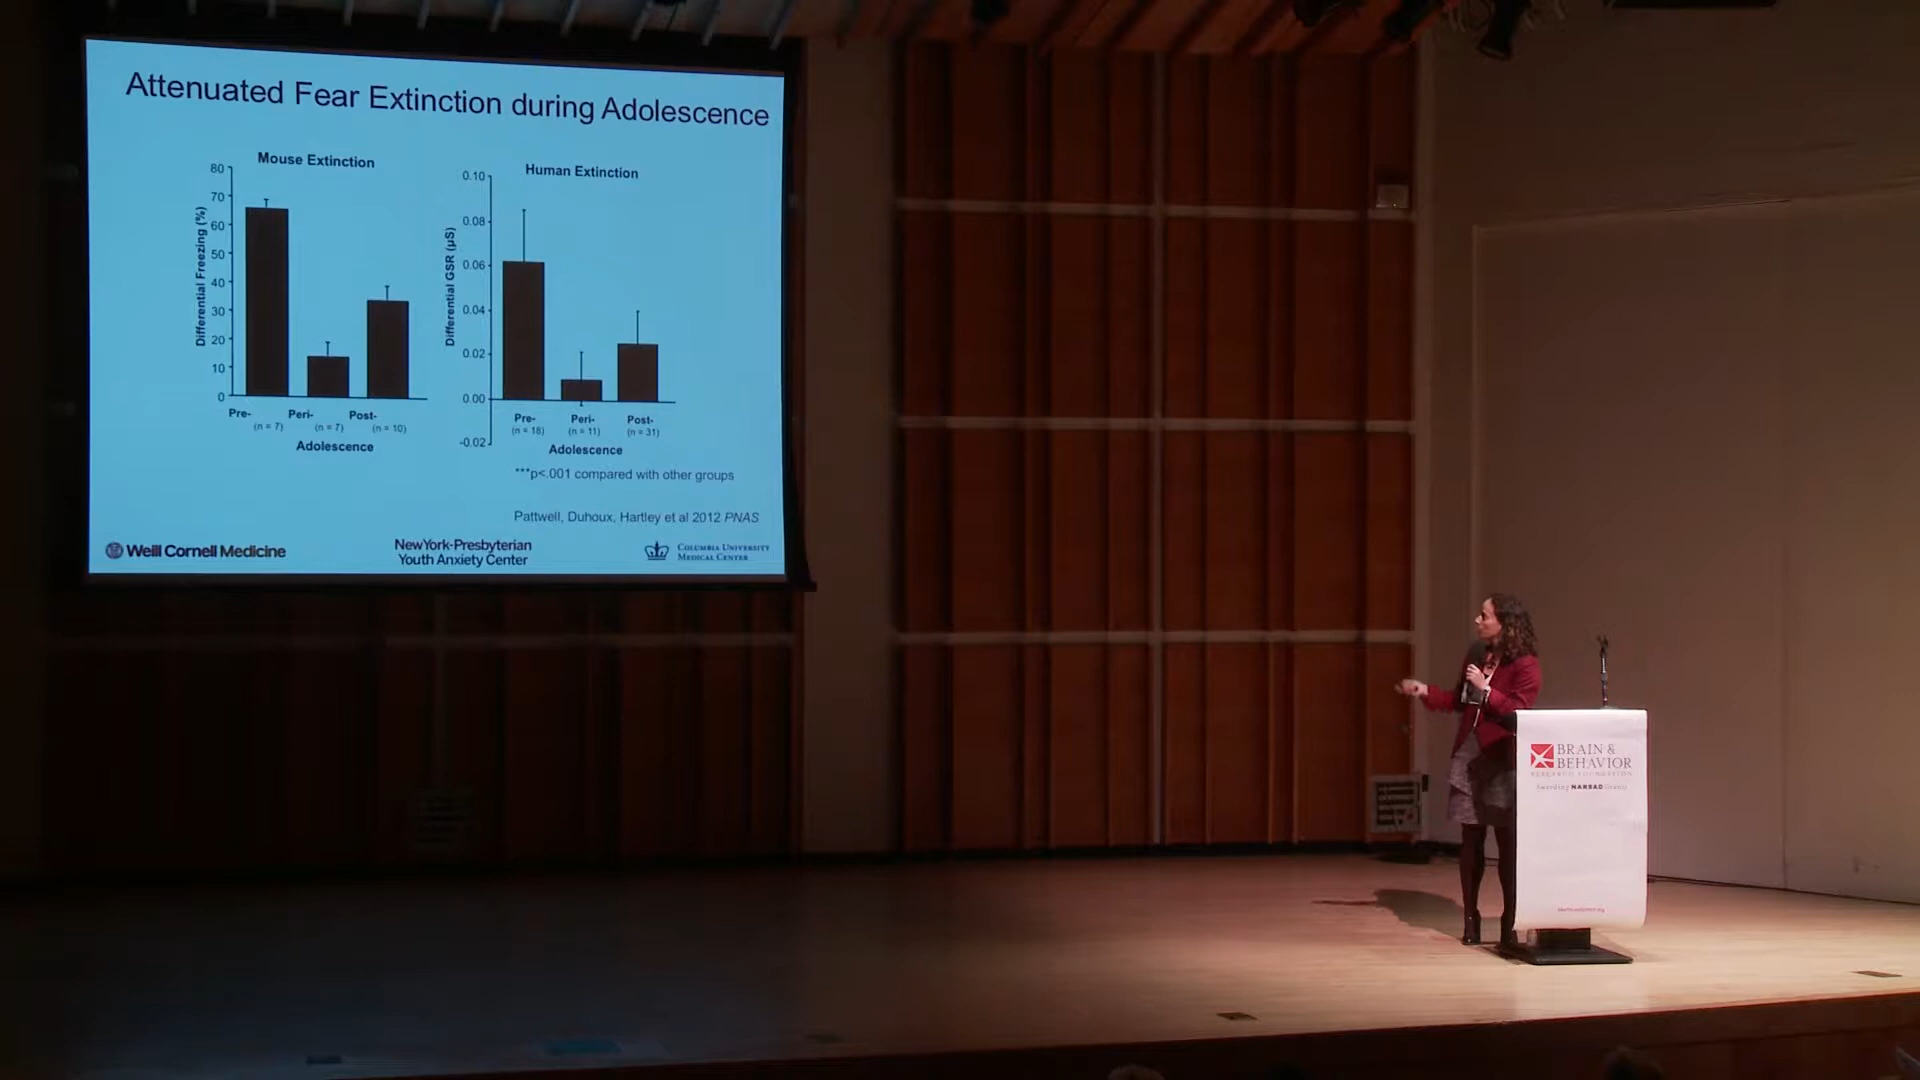 Attenuated Fear Extinction during Adolescence
Mouse Extinction
Differential Freezing (%)
80
70
60
50
40
30
20
10
0
Pre- Peri- Post-
(n = 7) (n = 7) (n = 10)
Adolescence
Human Extinction
Differential GSR (µS)
0.10
0.08
0.06
0.04
0.02
0.00
-0.02
Pre- Peri- Post-
(n = 18) (n = 11) (n = 31)
Adolescence
***p<.001 compared with other groups
Pattwell, Duhoux, Hartley et al 2012 PNAS
Weill Cornell Medicine
NewYork-Presbyterian
Youth Anxiety Center
COLUMBIA UNIVERSITY
MEDICAL CENTER
BRAIN &
BEHAVIOR
RESEARCH FOUNDATION
Awarding NARSAD Grants